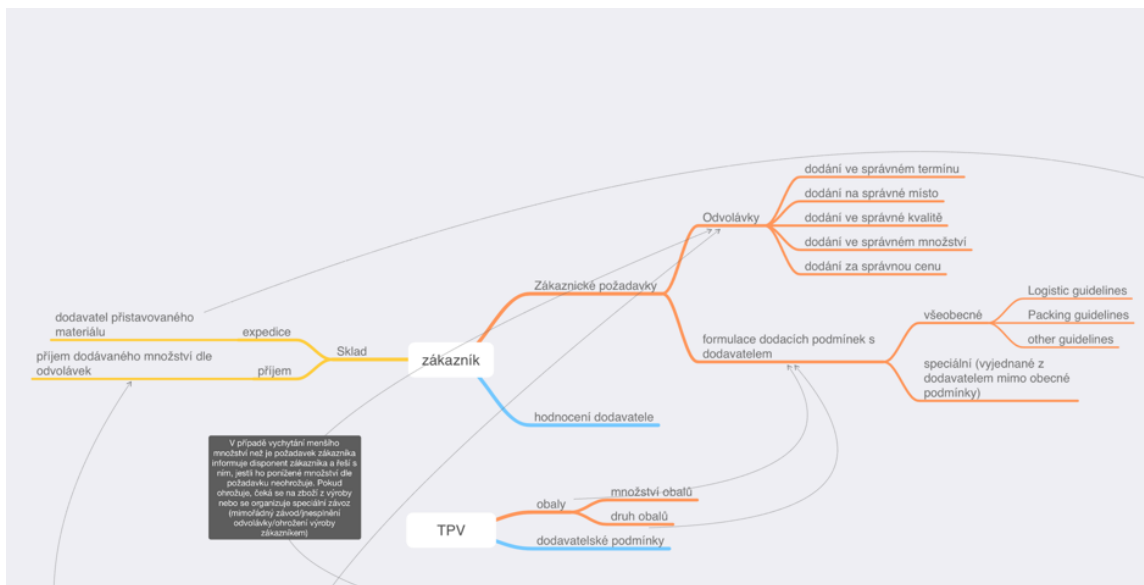 dodání ve správném termínu
dodání na správné místo
Odvolávky
dodání ve správné kvalitě
dodání ve správném množství
dodání za správnou cenu
Zákaznické požadavky
Logistic guidelines
všeobecné
Packing guidelines
other guidelines
formulace dodacích podmínek s
dodavatelem
speciální (vyjednané z
dodavatelem mimo obecné
podmínky)
dodavatel přistavovaného
materiálu
expedice
Sklad
zákazník
příjem dodávaného množství dle
odvolávek
příjem
hodnocení dodavatele
V případě vychytání menšího
množství než je požadavek zákazníka
informuje disponent zákazníka a řeší s
ním, jestli ho ponížené množství dle
požadavku neohrožuje. Pokud
ohrožuje, čeká se na zboží z výroby
nebo se organizuje speciální závoz
(mimořádný závod/jnesplnění
odvolávky/ohrožení výroby
zákazníkem)
množství obalů
obaly
druh obalů
TPV
dodavatelské podmínky